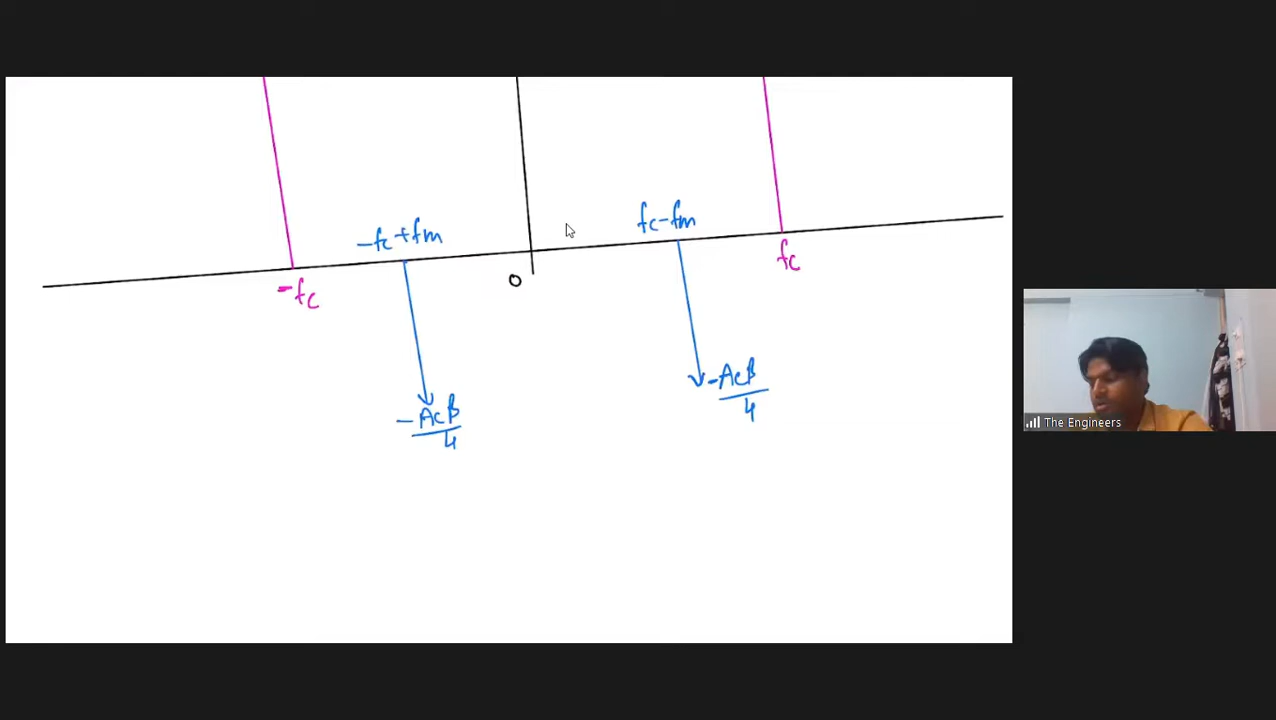 -fc+fm
fc-fm
-fc
0
fc
-Acβ
4
-Acβ
4
The Engineers